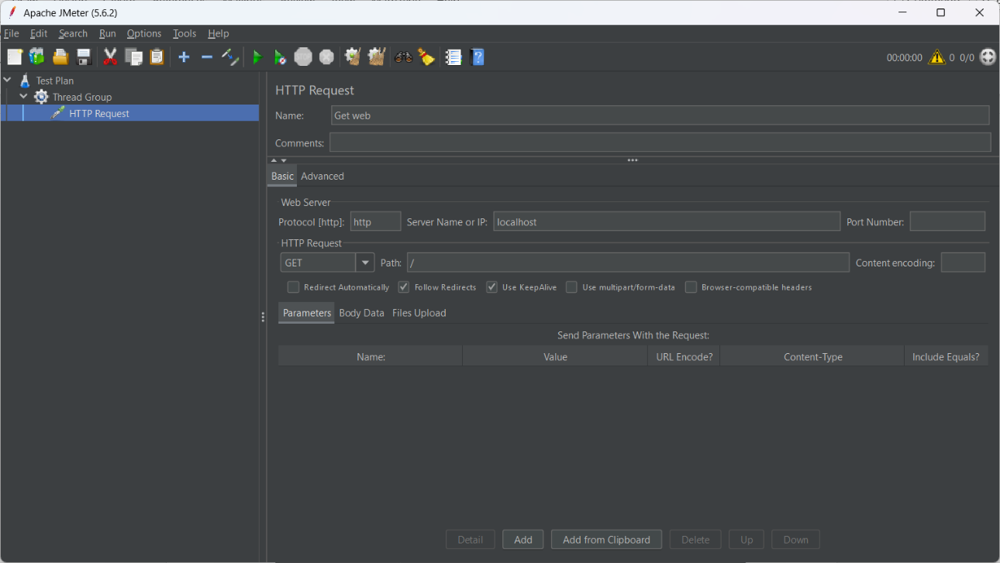 Apache JMeter (5.6.2)
File Edit Search Run Options Tools Help
STOP
00:00:00 0 0/0
Test Plan
Thread Group
HTTP Request
HTTP Request
Name: Get web
Comments:
Basic Advanced
Web Server
Protocol [http]: http Server Name or IP: localhost Port Number:
HTTP Request
GET Path: / Content encoding:
Redirect Automatically Follow Redirects Use KeepAlive Use multipart/form-data Browser-compatible headers
Parameters Body Data Files Upload
Send Parameters With the Request:
Name: Value URL Encode? Content-Type Include Equals?
Detail Add Add from Clipboard Delete Up Down